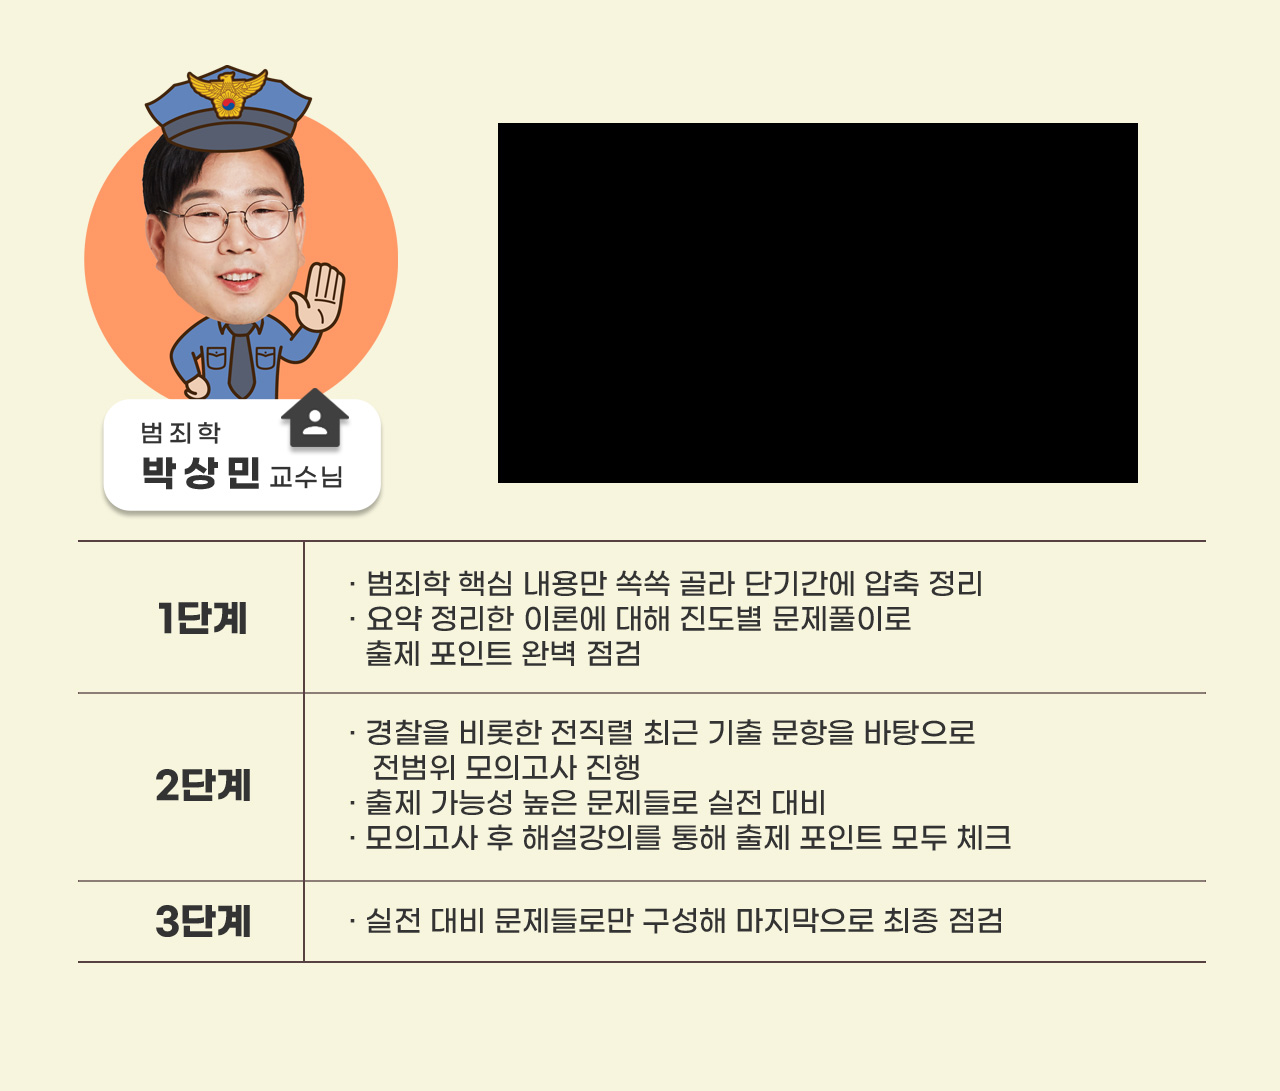 범죄학
박상민 교수님
1단계
· 범죄학 핵심 내용만 쏙쏙 골라 단기간에 압축 정리
· 요약 정리한 이론에 대해 진도별 문제풀이로
출제 포인트 완벽 점검
2단계
· 경찰을 비롯한 전직렬 최근 기출 문항을 바탕으로
전범위 모의고사 진행
· 출제 가능성 높은 문제들로 실전 대비
· 모의고사 후 해설강의를 통해 출제 포인트 모두 체크
3단계
· 실전 대비 문제들로만 구성해 마지막으로 최종 점검